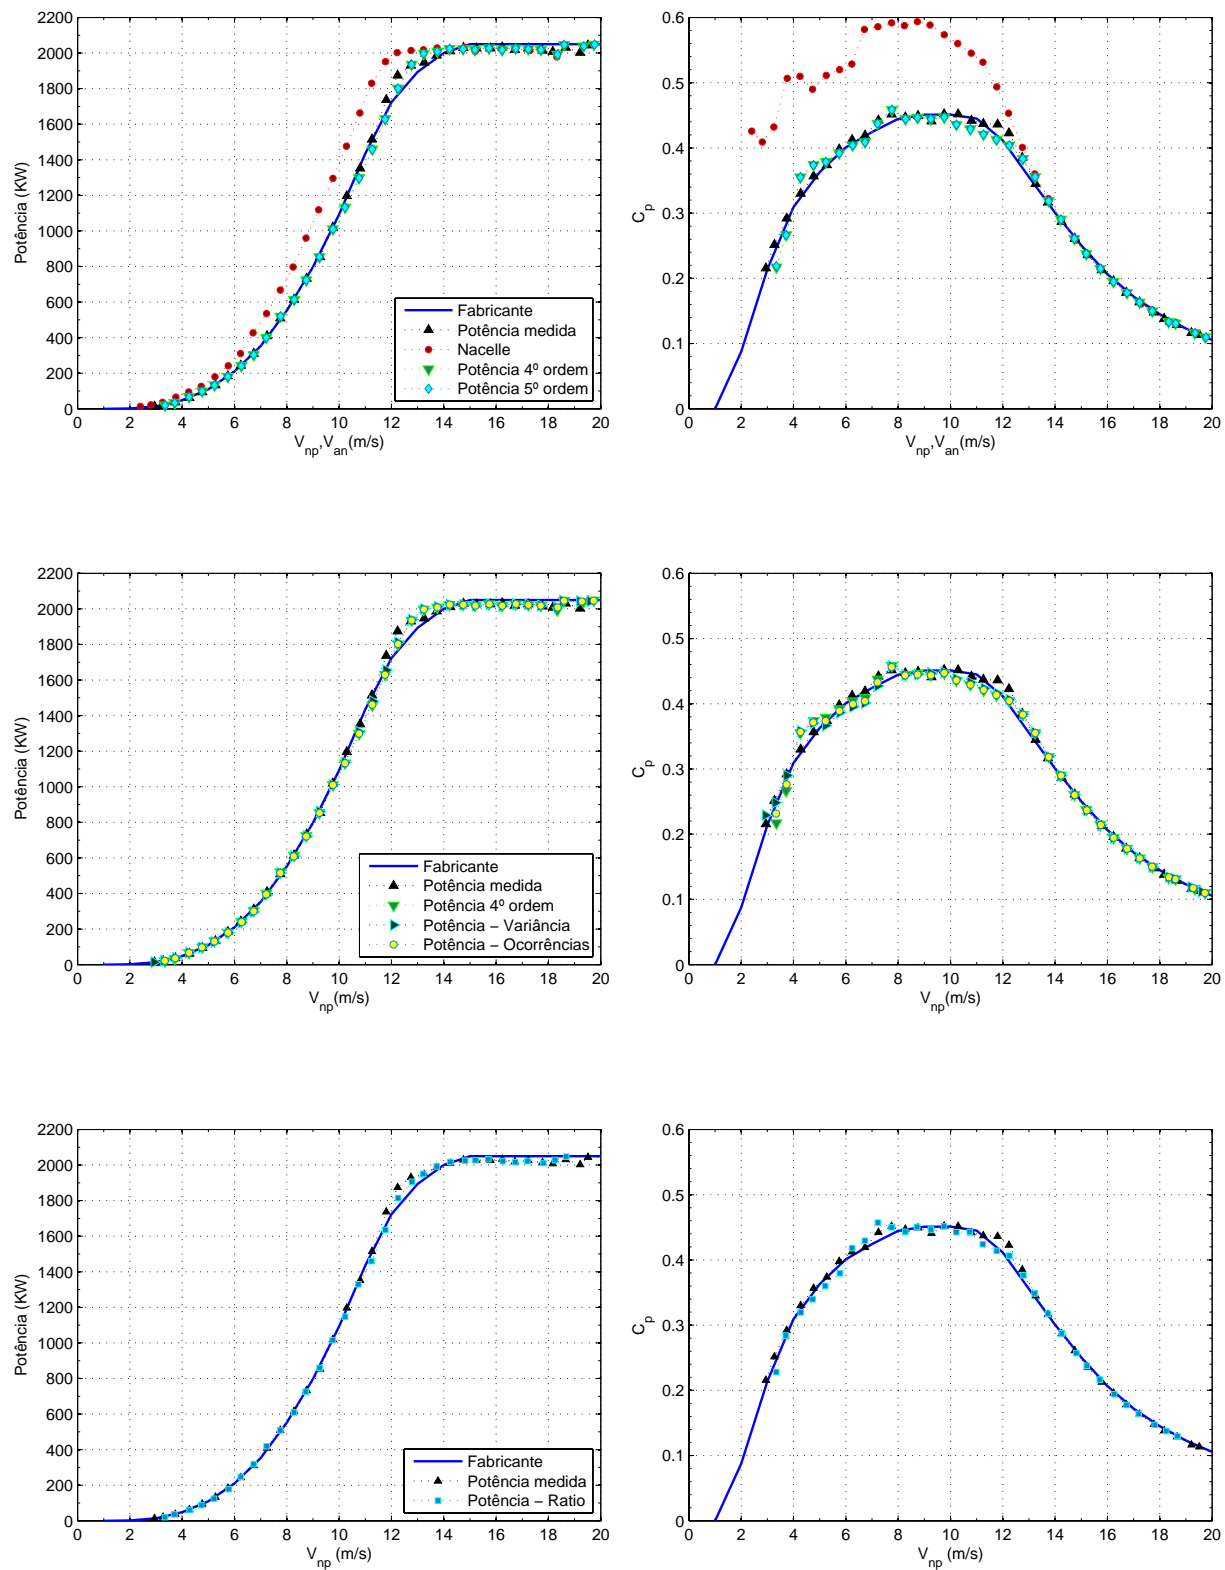 2200
2000
1800
1600
1400
1200
1000
800
600
400
200
0
Potência (KW)
0 2 4 6 8 10 12 14 16 18 20
V_np,V_an(m/s)
Fabricante
Potência medida
Nacelle
Potência 4º ordem
Potência 5º ordem
0.6
0.5
0.4
0.3
0.2
0.1
0
C_p
0 2 4 6 8 10 12 14 16 18 20
V_np,V_an(m/s)
2200
2000
1800
1600
1400
1200
1000
800
600
400
200
0
Potência (KW)
0 2 4 6 8 10 12 14 16 18 20
V_np(m/s)
Fabricante
Potência medida
Potência 4º ordem
Potência − Variância
Potência − Ocorrências
0.6
0.5
0.4
0.3
0.2
0.1
0
C_p
0 2 4 6 8 10 12 14 16 18 20
V_np(m/s)
2200
2000
1800
1600
1400
1200
1000
800
600
400
200
0
Potência (KW)
0 2 4 6 8 10 12 14 16 18 20
V_np (m/s)
Fabricante
Potência medida
Potência − Ratio
0.6
0.5
0.4
0.3
0.2
0.1
0
C_p
0 2 4 6 8 10 12 14 16 18 20
V_np (m/s)